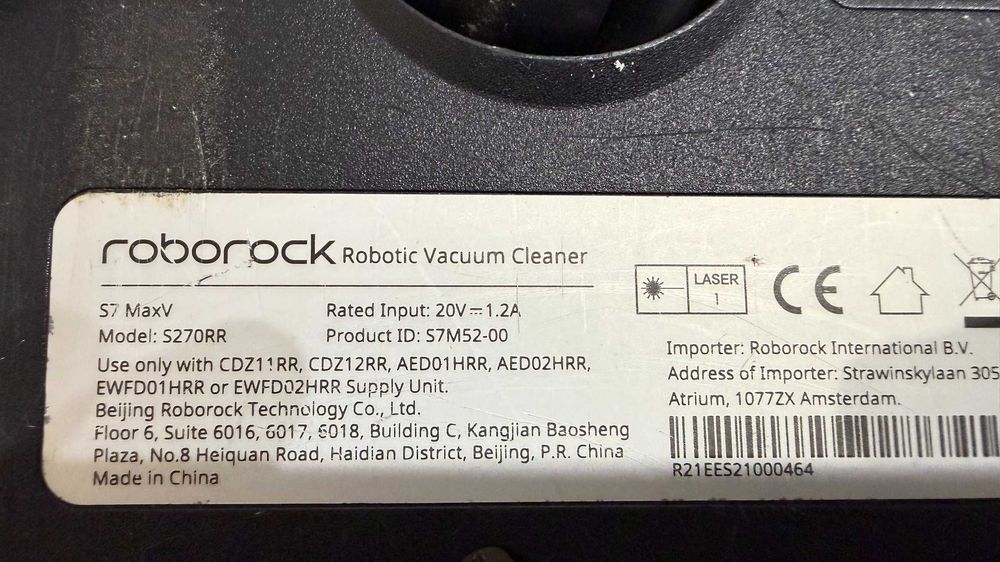 roborock Robotic Vacuum Cleaner
S7 MaxV Rated Input: 20V⎓1.2A
Model: S270RR Product ID: S7M52-00
Use only with CDZ11RR, CDZ12RR, AED01HRR, AED02HRR,
EWFD01HRR or EWFD02HRR Supply Unit.
Beijing Roborock Technology Co., Ltd.
Floor 6, Suite 6016, 6017, 6018, Building C, Kangjian Baosheng
Plaza, No.8 Heiquan Road, Haidian District, Beijing, P.R. China
Made in China
LASER
1
CE
Importer: Roborock International B.V.
Address of Importer: Strawinskylaan 305
Atrium, 1077ZX Amsterdam.
R21EES21000464